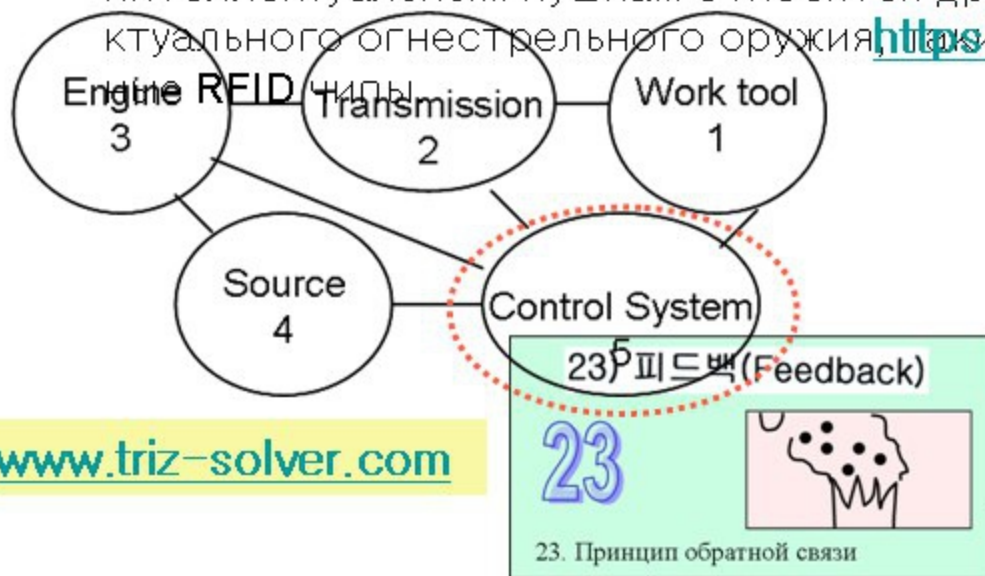 ктуального огнестрельного оружия,
https
RFID чипы.
Engine
3
Transmission
2
Work tool
1
Source
4
Control System
5
23) 피드백(Feedback)
www.triz-solver.com
23
23. Принцип обратной связи